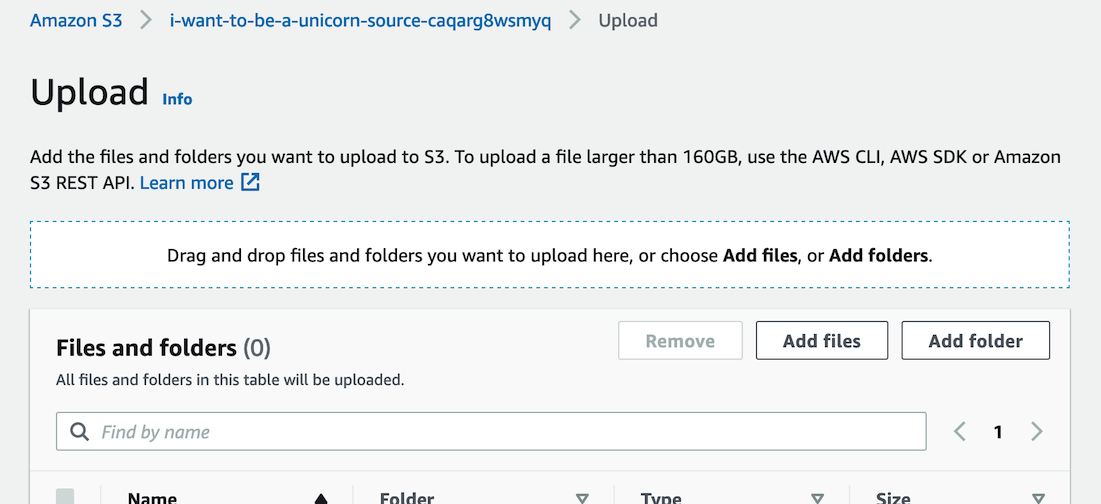 Amazon S3 > i-want-to-be-a-unicorn-source-caqarg8wsmyq > Upload
Upload Info
Add the files and folders you want to upload to S3. To upload a file larger than 160GB, use the AWS CLI, AWS SDK or Amazon
S3 REST API. Learn more
Drag and drop files and folders you want to upload here, or choose Add files, or Add folders.
Files and folders (0)
Remove Add files Add folder
All files and folders in this table will be uploaded.
Find by name
1
Name Folder Type Size